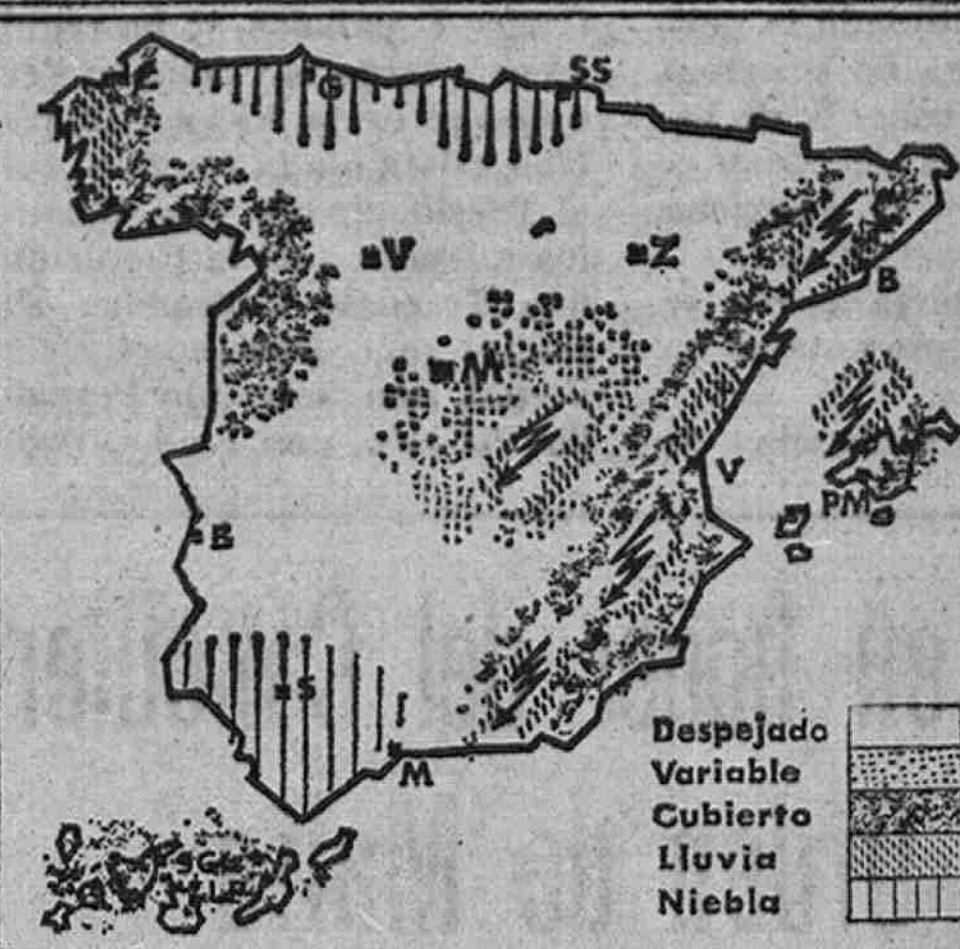 SS
G
V
Z
B
M
V
PM
B
S
M
Despejado
Variable
Cubierto
Lluvia
Niebla